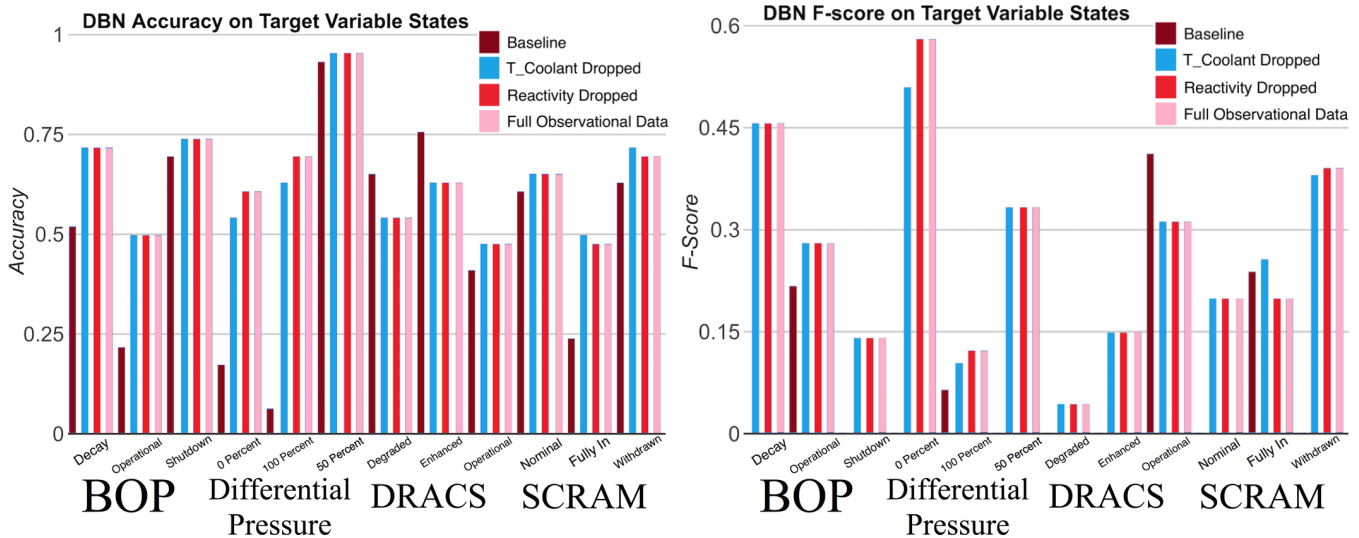 DBN Accuracy on Target Variable States
1
0.75
0.5
0.25
0
Accuracy
Baseline
T_Coolant Dropped
Reactivity Dropped
Full Observational Data
Decay
Operational
Shutdown
0 Percent
100 Percent
50 Percent
Degraded
Enhanced
Operational
Nominal
Fully In
Withdrawn
BOP
Differential
Pressure
DRACS
SCRAM
DBN F-score on Target Variable States
0.6
0.45
0.3
0.15
0
F-Score
Baseline
T_Coolant Dropped
Reactivity Dropped
Full Observational Data
Decay
Operational
Shutdown
0 Percent
100 Percent
50 Percent
Degraded
Enhanced
Operational
Nominal
Fully In
Withdrawn
BOP
Differential
Pressure
DRACS
SCRAM